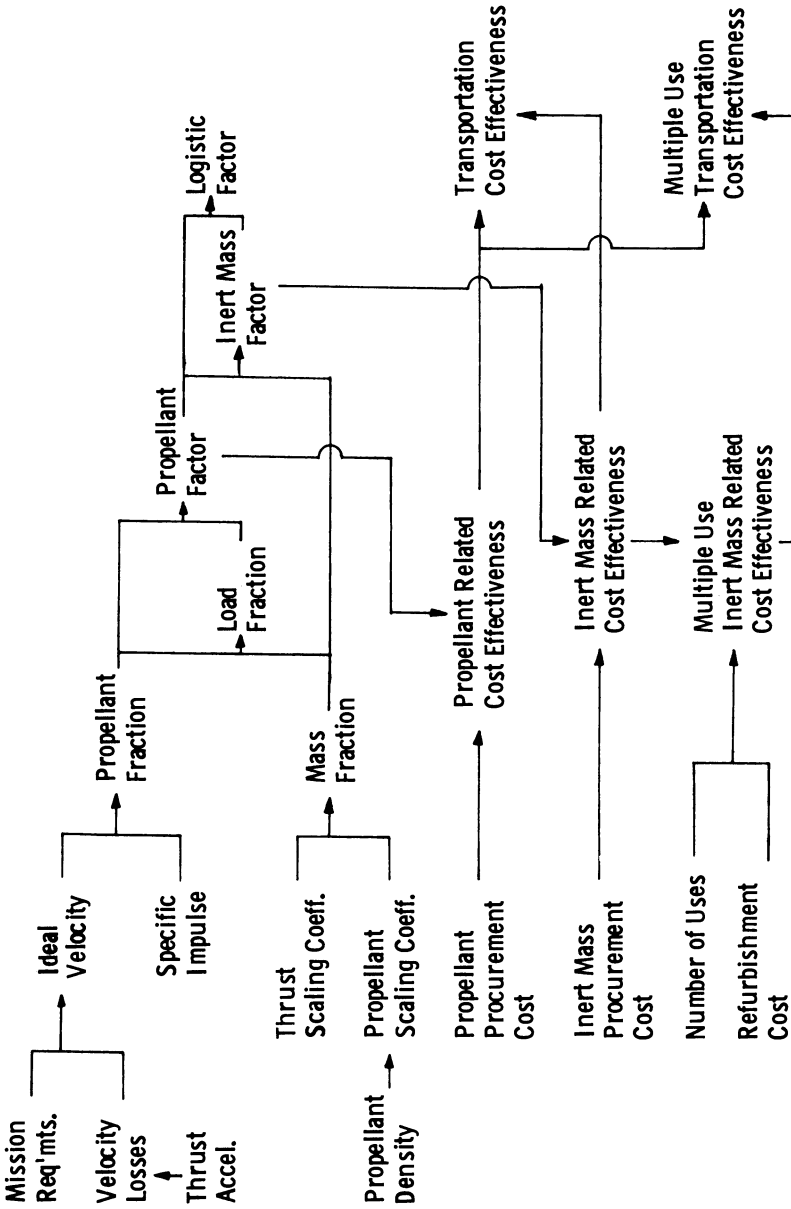 Mission
Req'mts.
Velocity
Losses
Thrust
Accel.
Ideal
Velocity
Specific
Impulse
Propellant
Fraction
Thrust
Scaling Coeff.
Propellant
Scaling Coeff.
Propellant
Density
Mass
Fraction
Load
Fraction
Propellant
Factor
Inert Mass
Factor
Logistic
Factor
Propellant
Procurement
Cost
Propellant Related
Cost Effectiveness
Transportation
Cost Effectiveness
Inert Mass
Procurement
Cost
Inert Mass Related
Cost Effectiveness
Number of Uses
Refurbishment
Cost
Multiple Use
Inert Mass Related
Cost Effectiveness
Multiple Use
Transportation
Cost Effectiveness